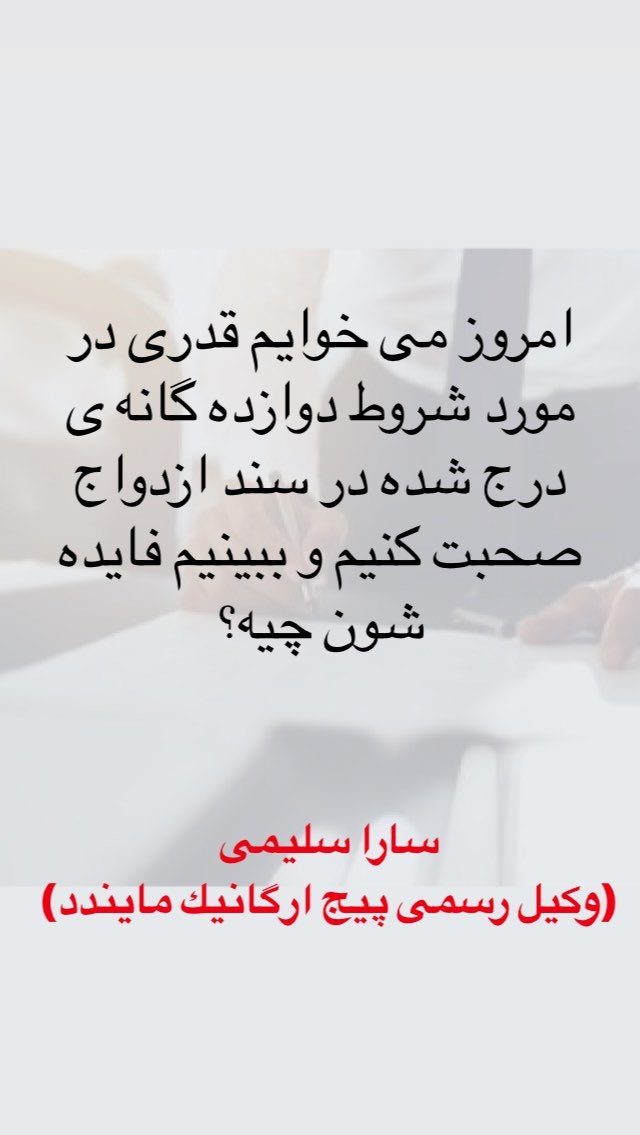 امروز می خوایم قدری در
مورد شروط دوازده گانه ی
درج شده در سند ازدواج
صحبت کنیم و ببینیم فایده
شون چیه؟
سارا سلیمی
(وکیل رسمی پیج ارگانیک مایندد)